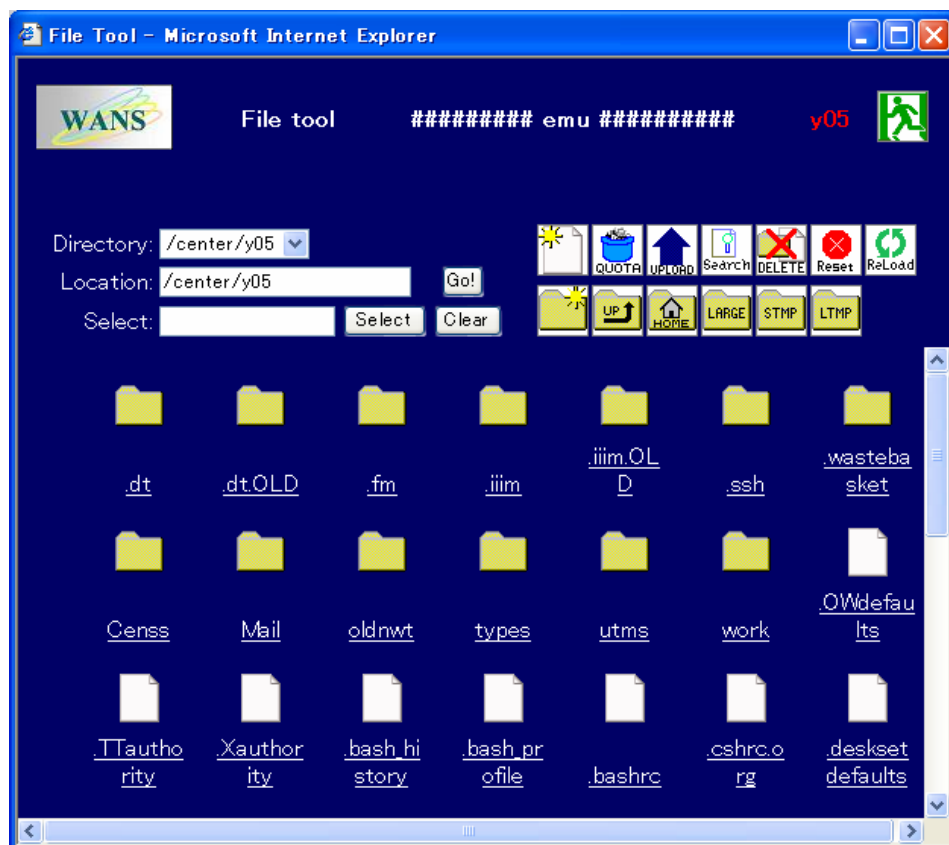 File Tool - Microsoft Internet Explorer
WANS File tool ######### emu ########## y05
Directory: /center/y05
QUOTA UPLOAD Search DELETE Reset ReLoad
Location: /center/y05 Go!
Select: Select Clear
UP HOME LARGE STMP LTMP
.dt .dt.OLD .fm .iiim .iiim.OL .ssh .wasteba
D sket
Censs Mail oldnwt types utms work .OWdefau
lts
.TTautho .Xauthor .bash_hi .bash_pr .bashrc .cshrc.o .deskset
rity ity story ofile rg defaults